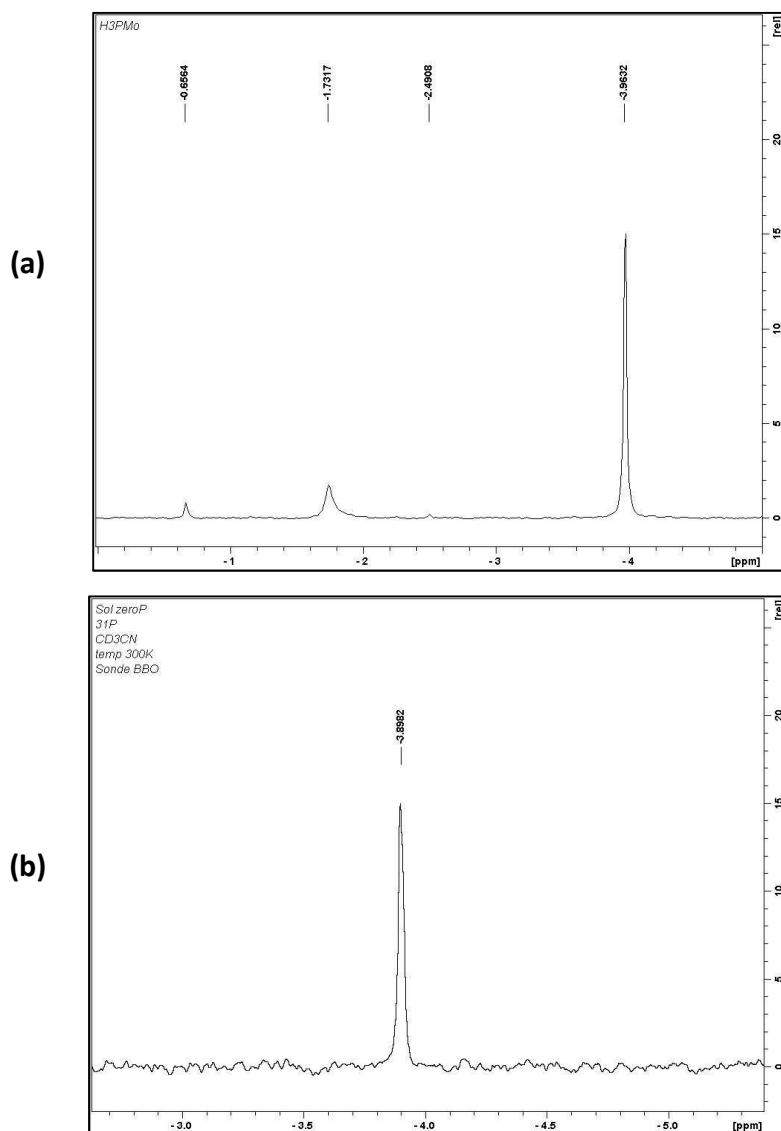 H3PMo
-0.6564
-1.7317
-2.4908
-3.9632
[rel]
20
15
10
5
0
(a)
-1
-2
-3
-4
[ppm]
Sol zeroP
31P
CD3CN
temp 300K
Sonde BBO
-3.8982
[rel]
20
15
10
5
0
(b)
-3.0
-3.5
-4.0
-4.5
-5.0
[ppm]